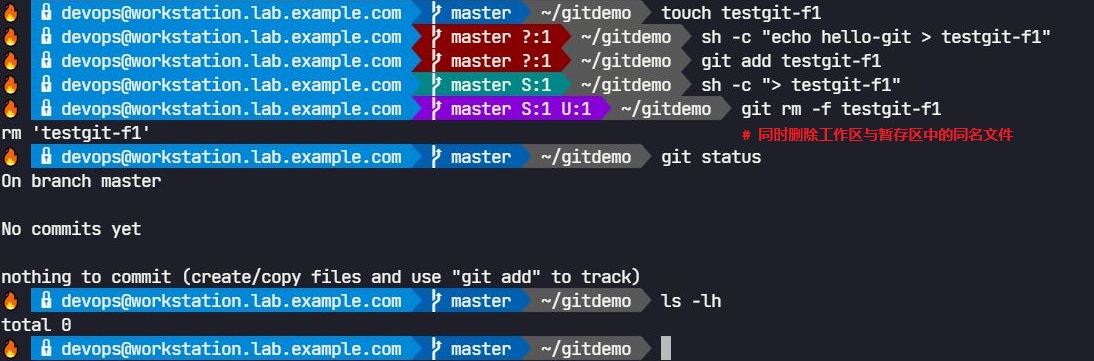 devops@workstation.lab.example.com master ~/gitdemo touch testgit-f1
devops@workstation.lab.example.com master ?:1 ~/gitdemo sh -c "echo hello-git > testgit-f1"
devops@workstation.lab.example.com master ?:1 ~/gitdemo git add testgit-f1
devops@workstation.lab.example.com master S:1 ~/gitdemo sh -c "> testgit-f1"
devops@workstation.lab.example.com master S:1 U:1 ~/gitdemo git rm -f testgit-f1
rm 'testgit-f1' # 同时删除工作区与暂存区中的同名文件
devops@workstation.lab.example.com master ~/gitdemo git status
On branch master
No commits yet
nothing to commit (create/copy files and use "git add" to track)
devops@workstation.lab.example.com master ~/gitdemo ls -lh
total 0
devops@workstation.lab.example.com master ~/gitdemo